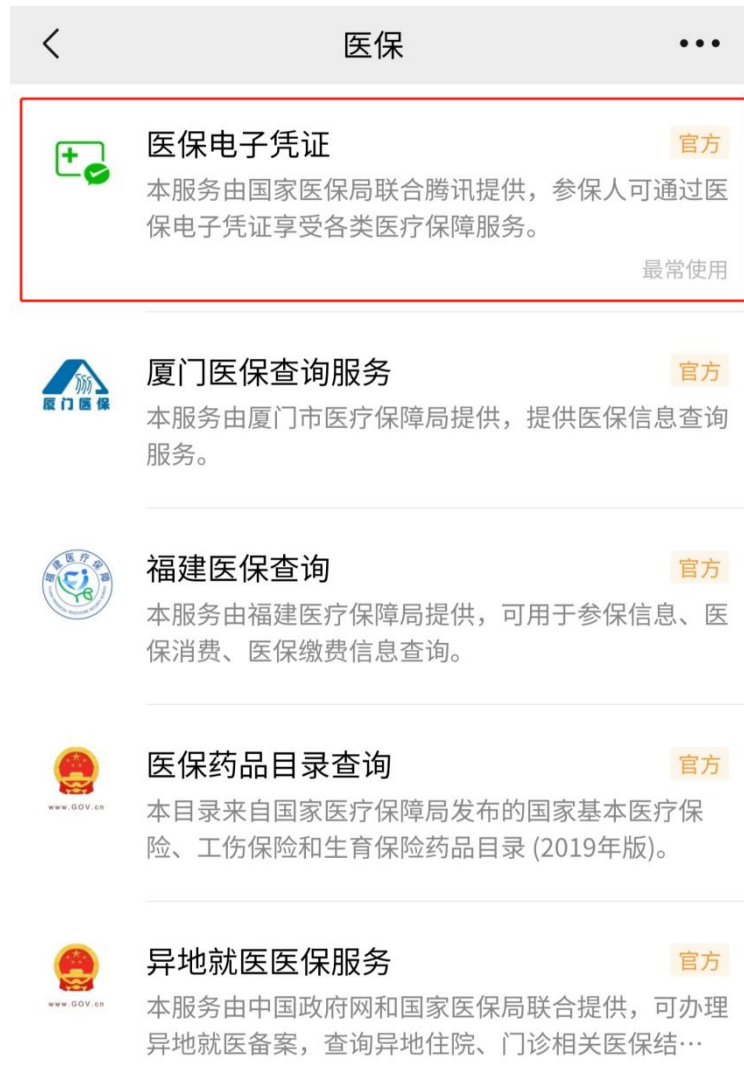 医保
医保电子凭证
官方
本服务由国家医保局联合腾讯提供，参保人可通过医
保电子凭证享受各类医疗保障服务。
最常使用
厦门医保
厦门医保查询服务
官方
本服务由厦门市医疗保障局提供，提供医保信息查询
服务。
福建医疗保障
福建医保查询
官方
本服务由福建医疗保障局提供，可用于参保信息、医
保消费、医保缴费信息查询。
www.GOV.cn
医保药品目录查询
官方
本目录来自国家医疗保障局发布的国家基本医疗保
险、工伤保险和生育保险药品目录 (2019年版)。
www.GOV.cn
异地就医医保服务
官方
本服务由中国政府网和国家医保局联合提供，可办理
异地就医备案，查询异地住院、门诊相关医保结…